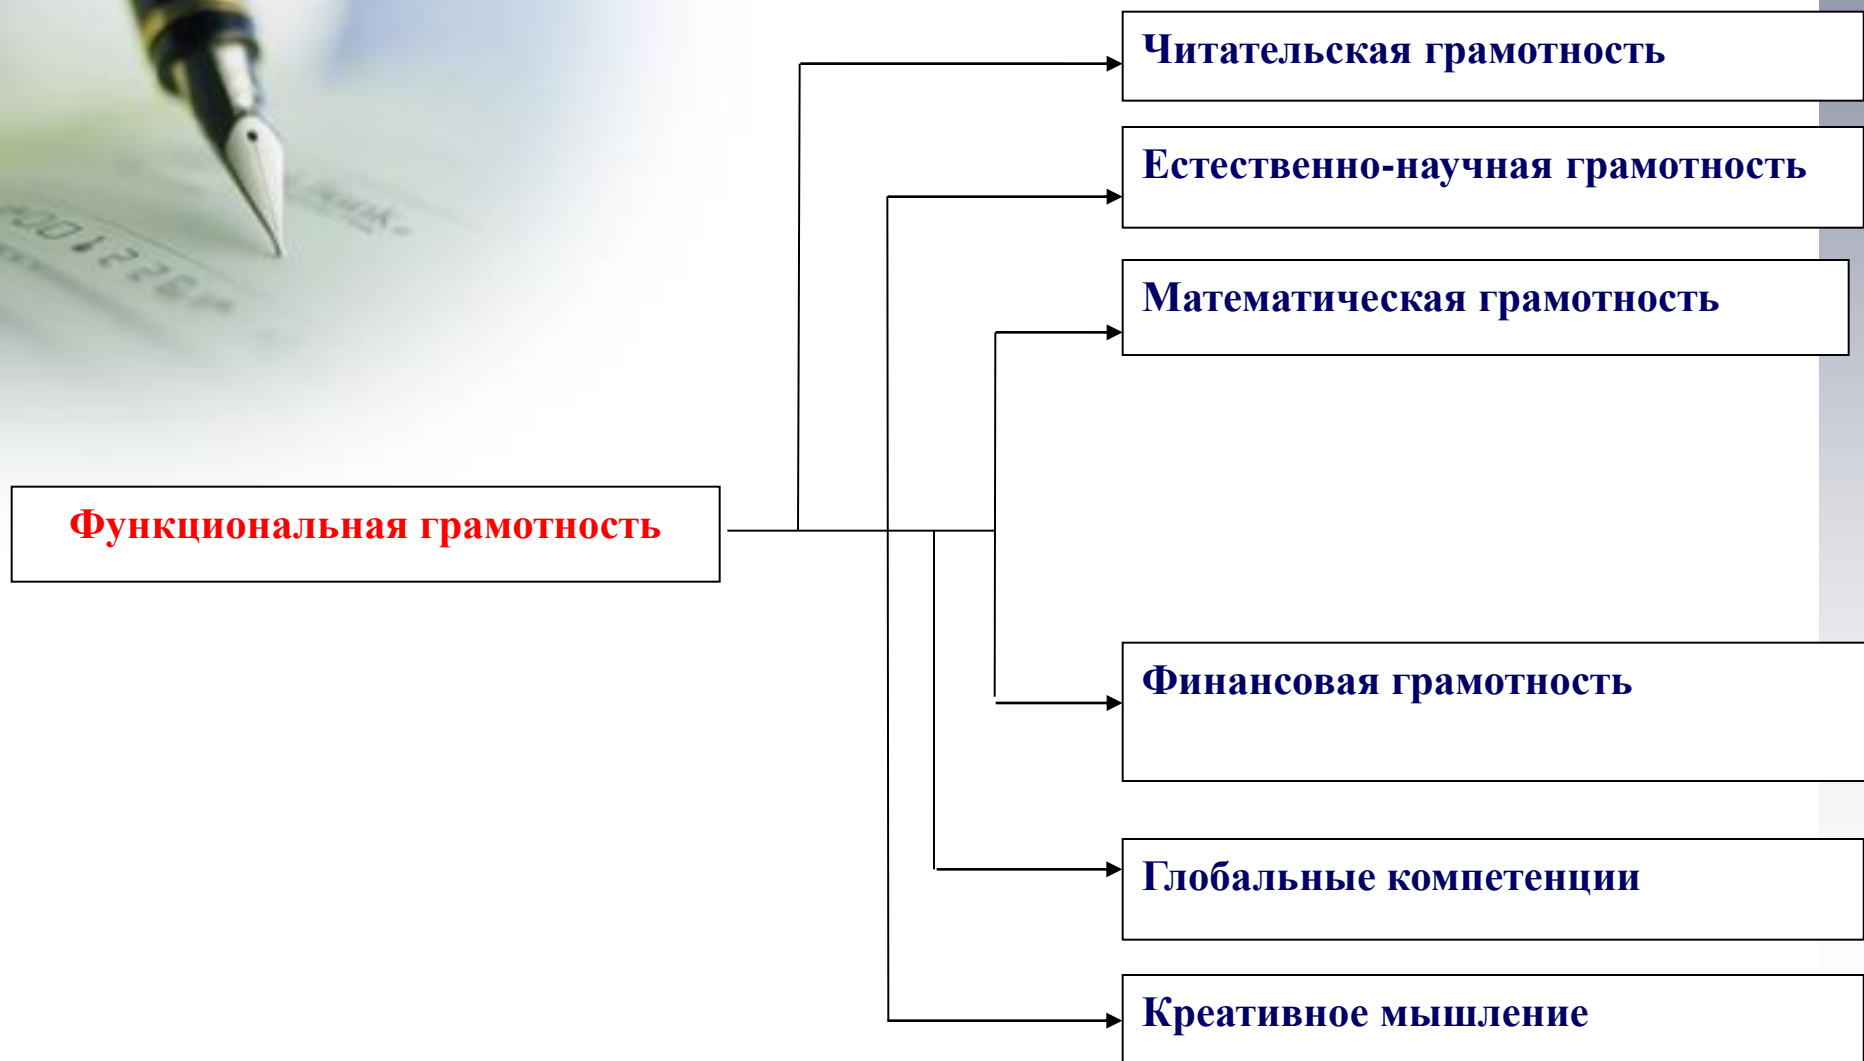 Читательская грамотность
Естественно-научная грамотность
Математическая грамотность
Функциональная грамотность
Финансовая грамотность
Глобальные компетенции
Креативное мышление